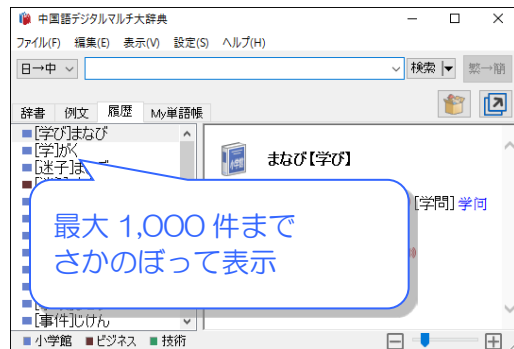 中国語デジタルマルチ大辞典
ファイル(F) 編集(E) 表示(V) 設定(S) ヘルプ(H)
日→中 検索 繁→簡
辞書 例文 履歴 My単語帳
[学び]まなび
[学]がく
まなび【学び】
[学問] 学问
最大 1,000 件まで
さかのぼって表示
[事件]じけん
小学館 ビジネス 技術